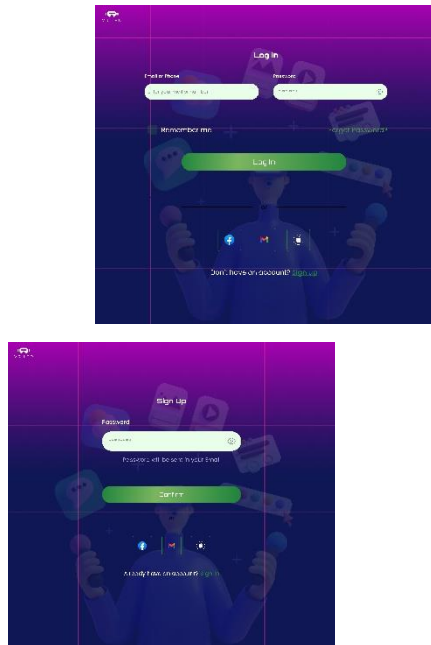 Log In
Email or Phone
Password
Remember me
Forgot Password?
Log In
Don't have an account? Sign up
Sign Up
Password
Password will be sent in your Email
Confirm
Already have an account? Sign in